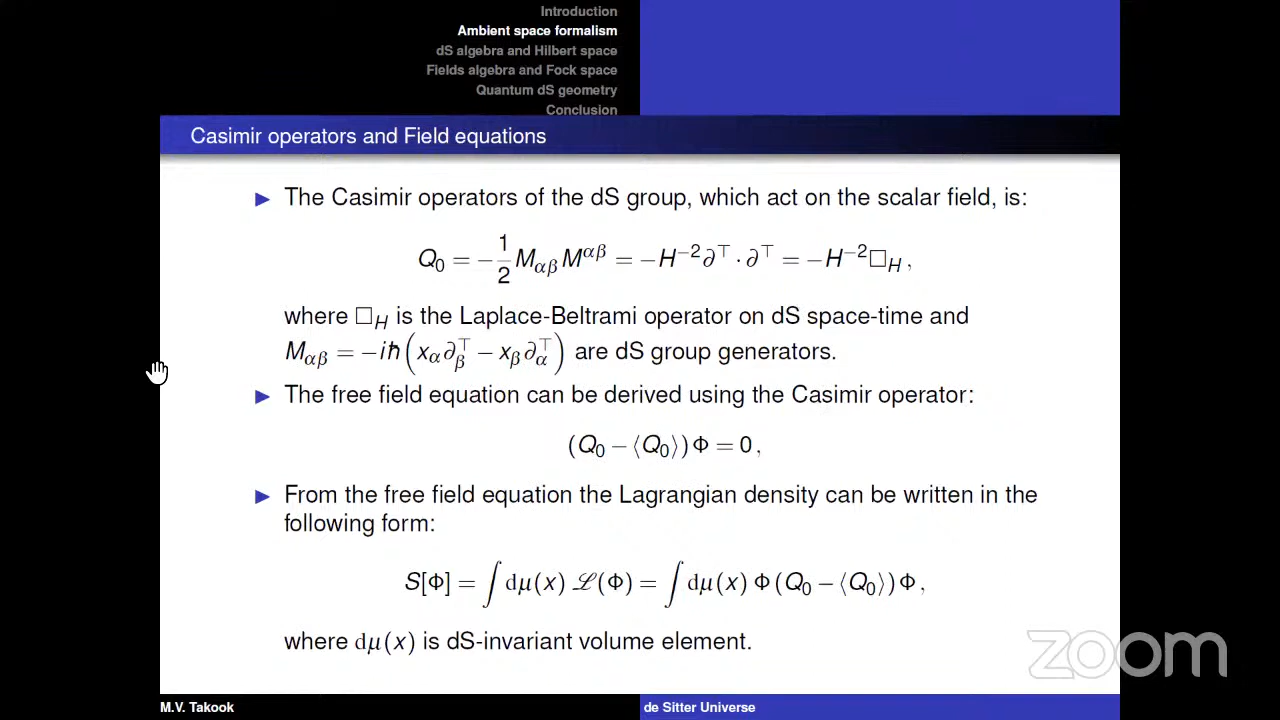 Introduction
Ambient space formalism
dS algebra and Hilbert space
Fields algebra and Fock space
Quantum dS geometry
Conclusion
Casimir operators and Field equations
▶ The Casimir operators of the dS group, which act on the scalar field, is:
Q₀ = −1/2 M_{αβ} M^{αβ} = −H⁻²∂^⊤ · ∂^⊤ = −H⁻²□_H ,
where □_H is the Laplace-Beltrami operator on dS space-time and
M_{αβ} = −iℏ(x_α ∂_β^⊤ − x_β ∂_α^⊤) are dS group generators.
▶ The free field equation can be derived using the Casimir operator:
(Q₀ − ⟨Q₀⟩) Φ = 0 ,
▶ From the free field equation the Lagrangian density can be written in the
following form:
S[Φ] = ∫ dμ(x) ℒ(Φ) = ∫ dμ(x) Φ (Q₀ − ⟨Q₀⟩) Φ ,
where dμ(x) is dS-invariant volume element.
zoom
M.V. Takook
de Sitter Universe